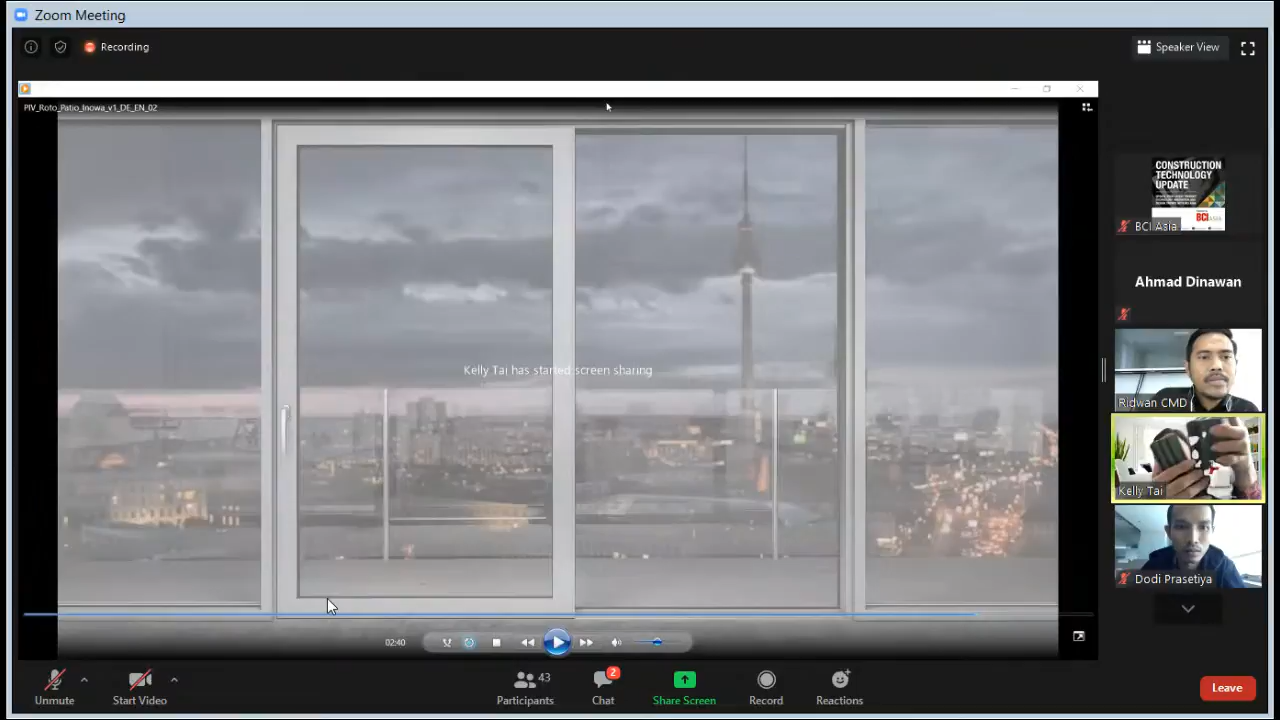 Zoom Meeting
Recording
Speaker View
PIV_Roto_Patio_Inowa_v1_DE_EN_02
Kelly Tai has started screen sharing
CONSTRUCTION
TECHNOLOGY
UPDATE
BCI ASIA
BCI Asia
Ahmad Dinawan
Ridwan CMD
Kelly Tai
Dodi Prasetiya
02:40
Unmute
Start Video
43
Participants
2
Chat
Share Screen
Record
Reactions
Leave